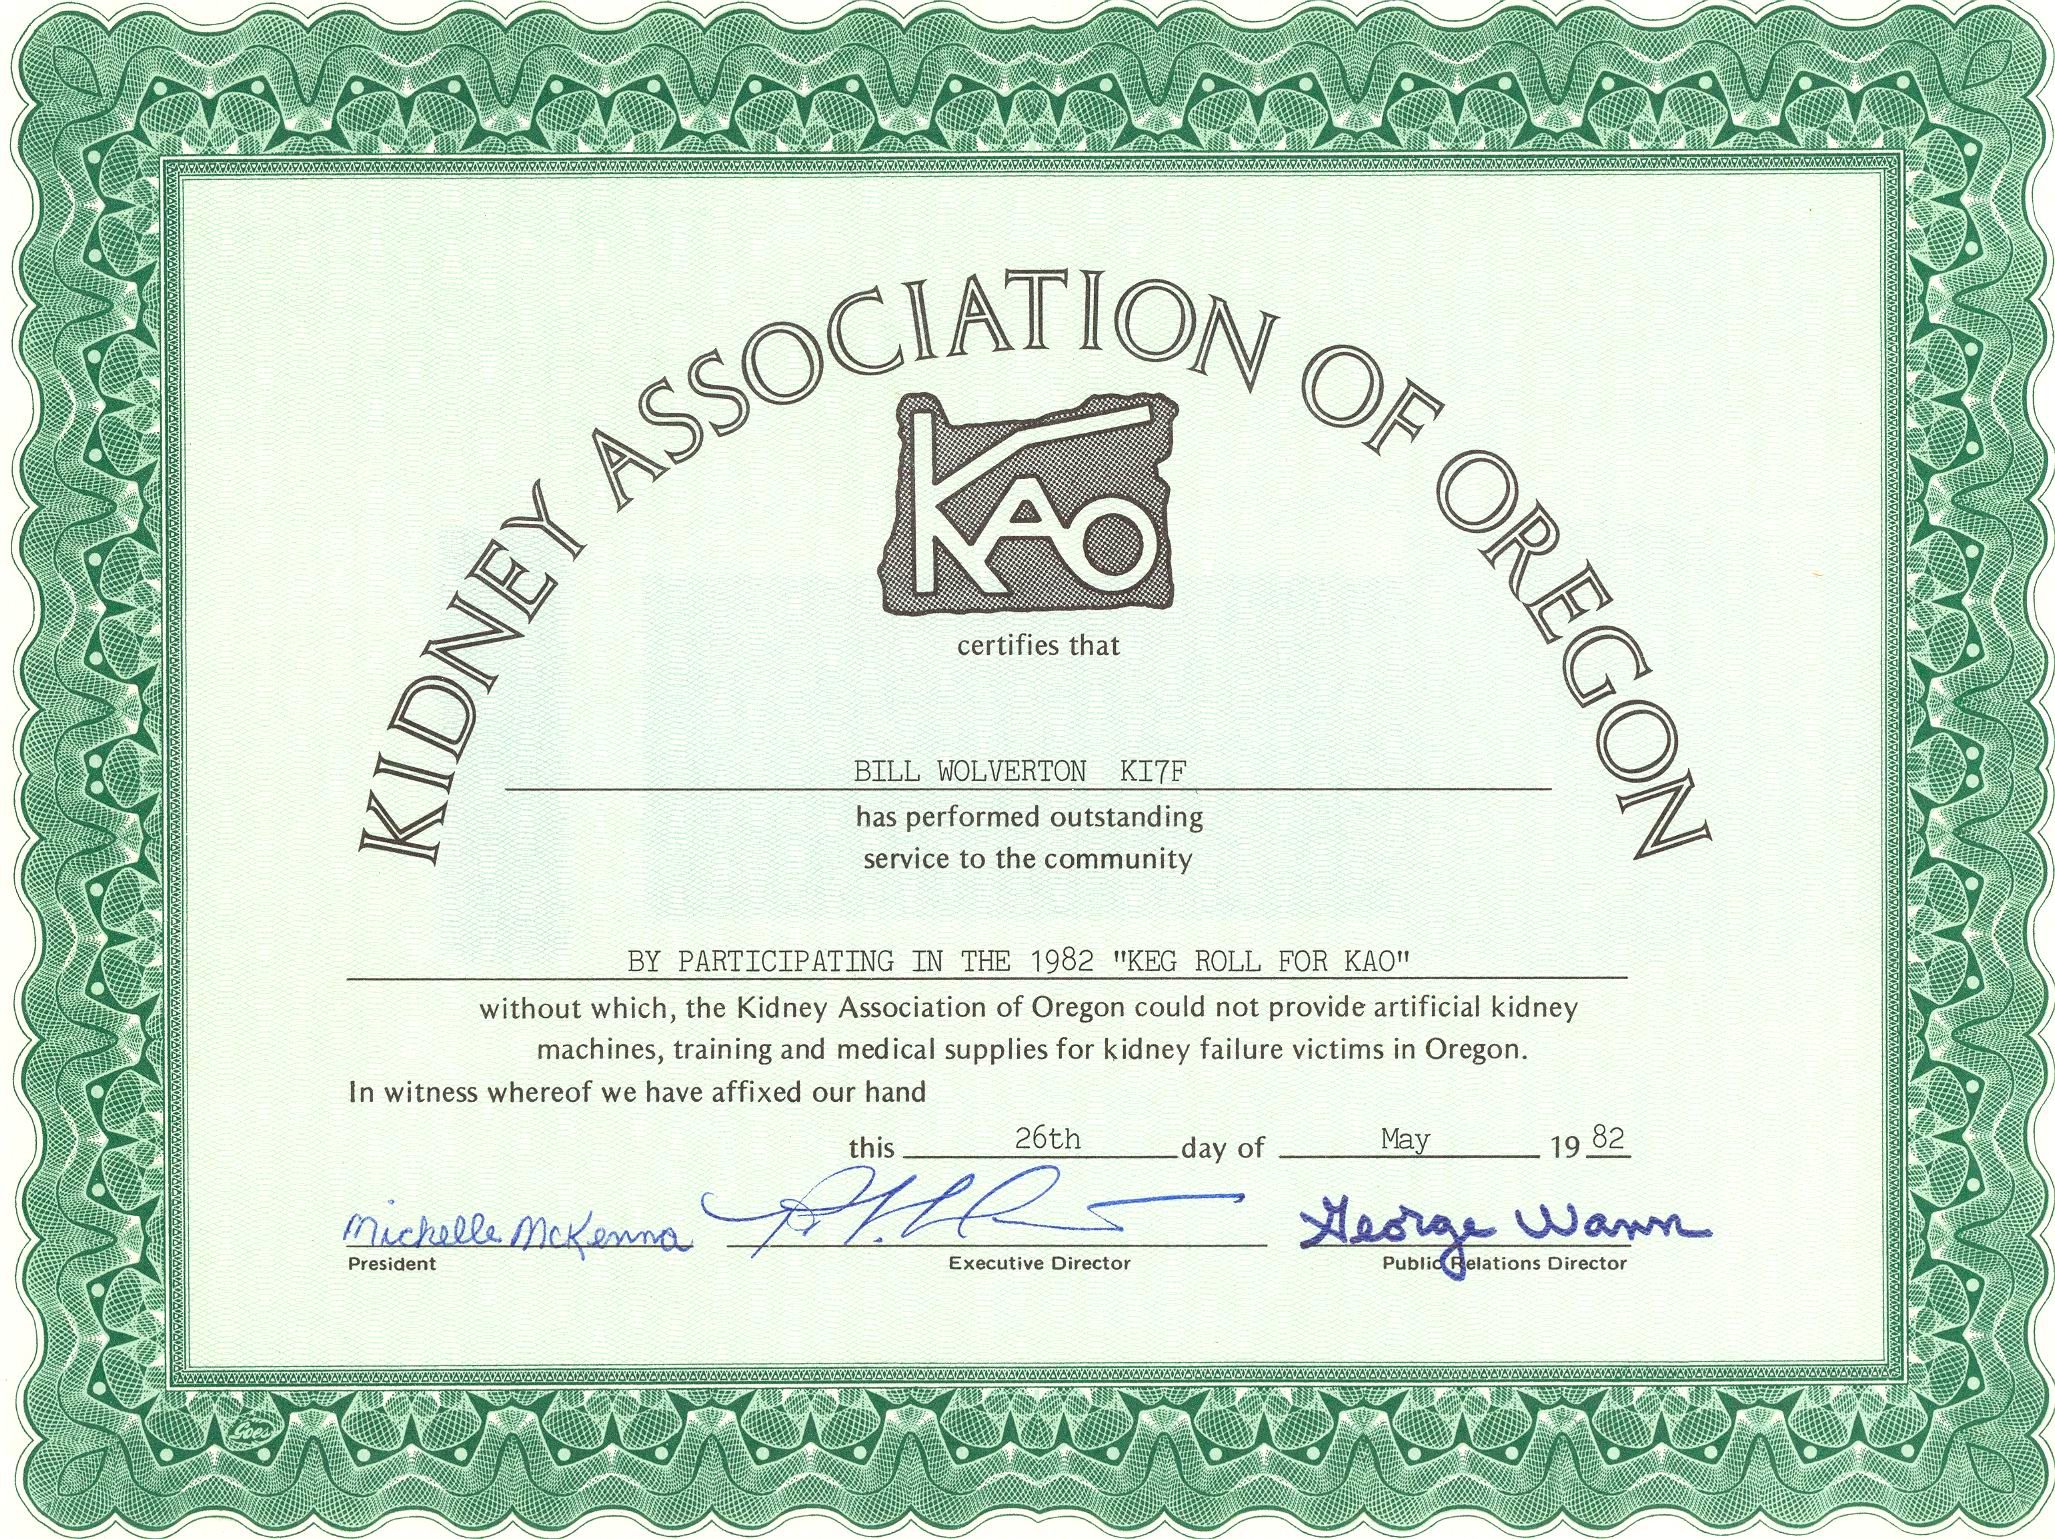 KIDNEY ASSOCIATION OF OREGON
KAO
certifies that
BILL WOLVERTON KI7F
has performed outstanding
service to the community
BY PARTICIPATING IN THE 1982 "KEG ROLL FOR KAO"
without which, the Kidney Association of Oregon could not provide artificial kidney
machines, training and medical supplies for kidney failure victims in Oregon.
In witness whereof we have affixed our hand
this 26th day of May 19 82
Michelle McKenna George Wann
President Executive Director Public Relations Director
Goes